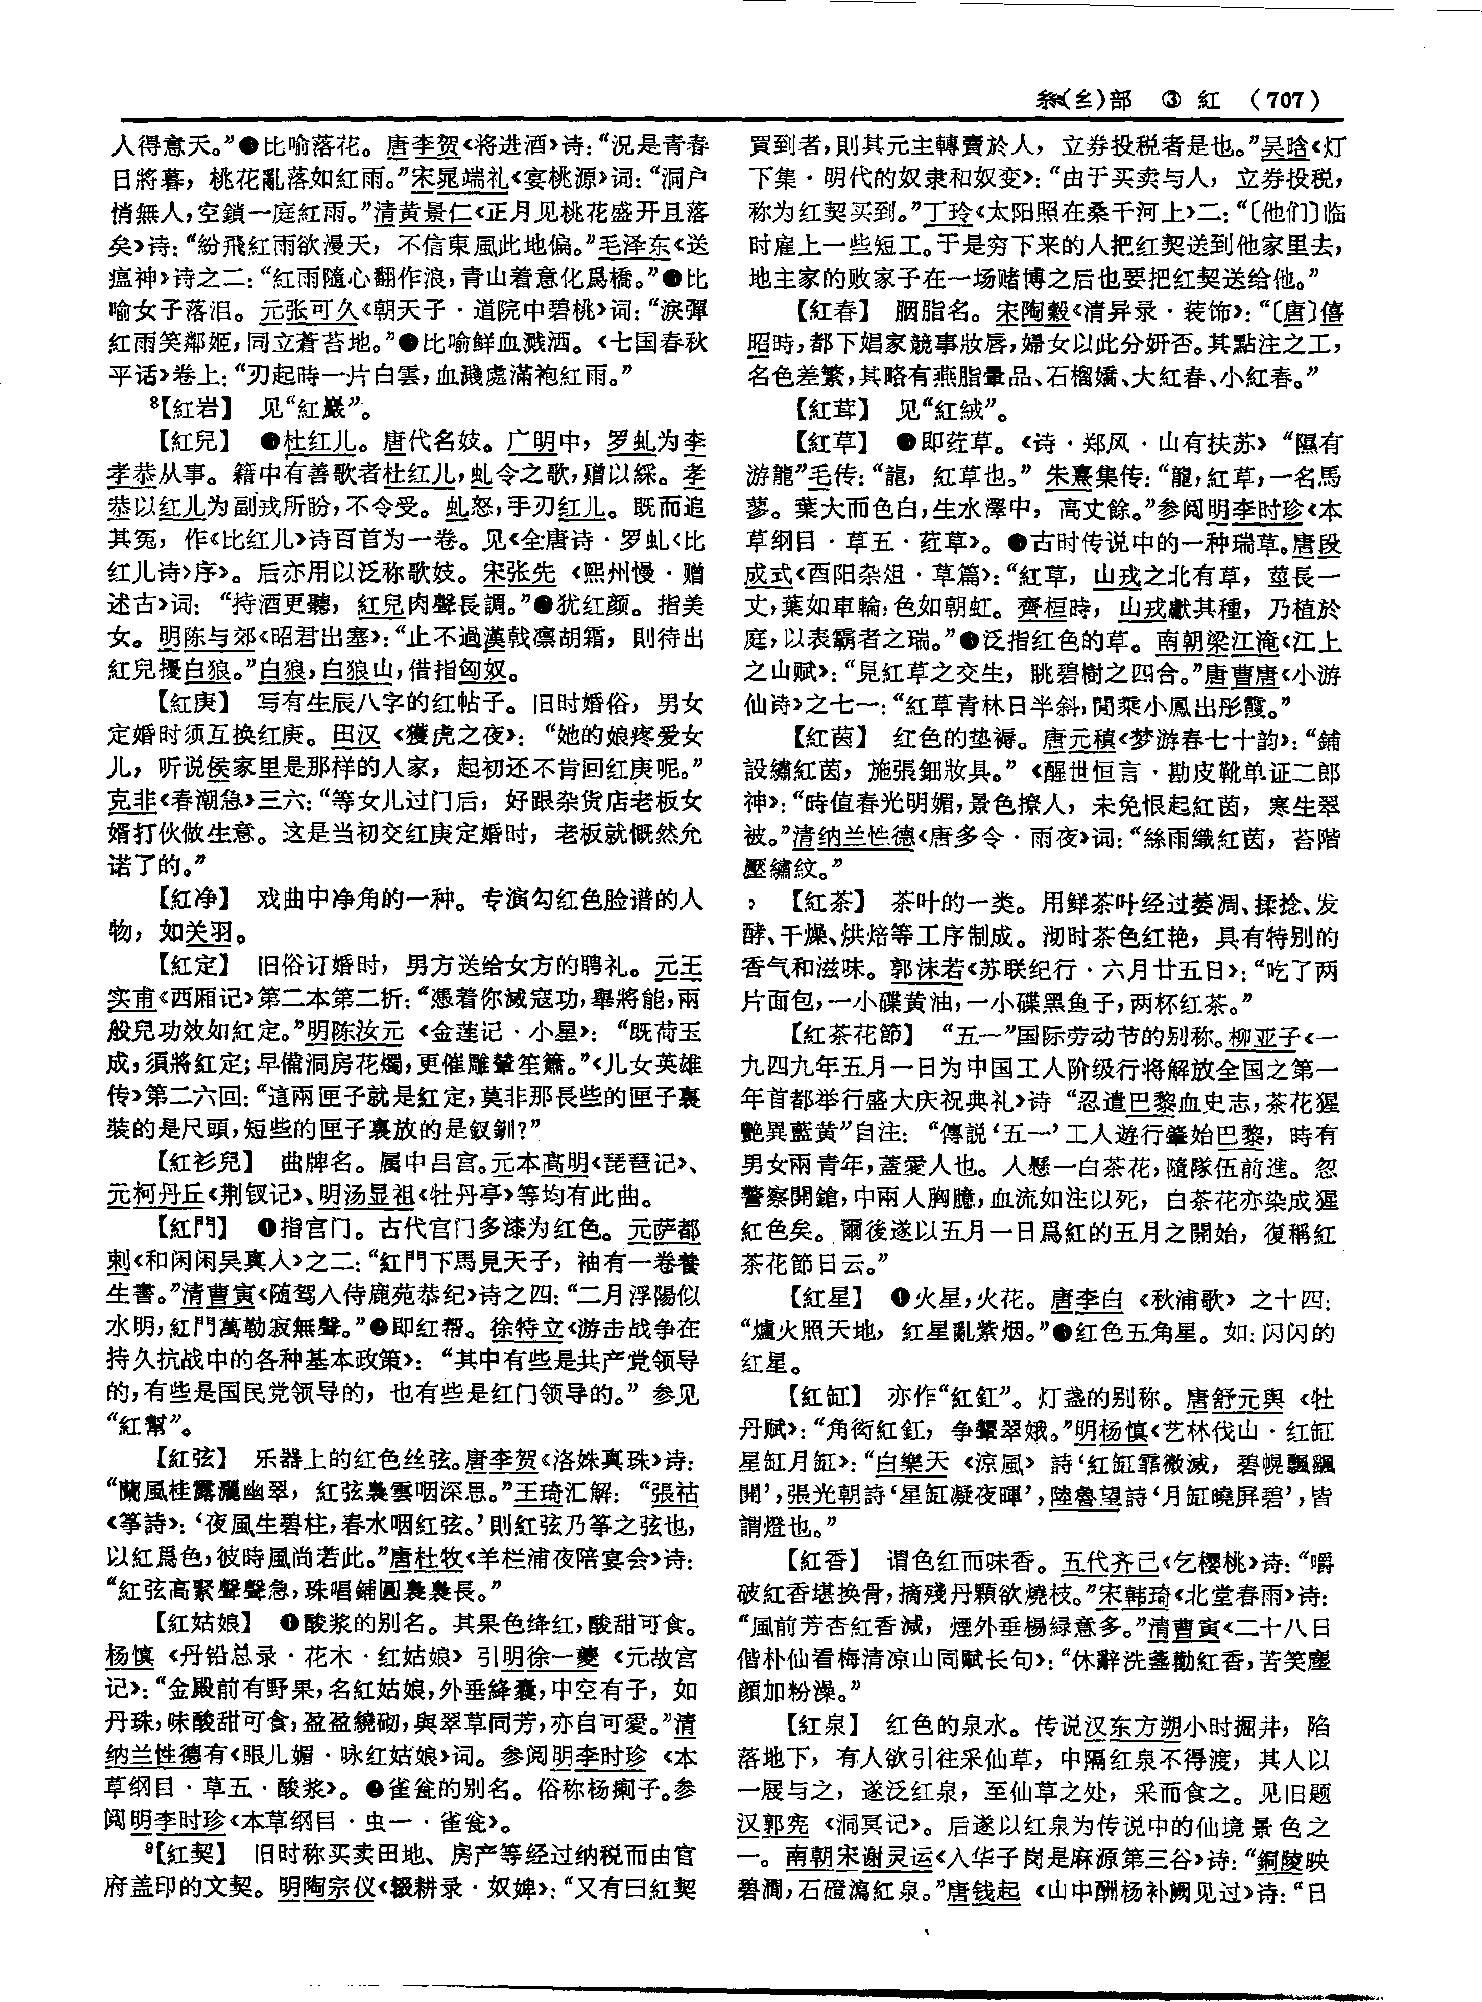 糸(纟)部 ③ 紅 (707)
人得意天。”●比喻落花。唐李贺《将进酒》诗：“况是青春
日將暮，桃花亂落如紅雨。”宋晁端礼《宴桃源》词：“洞户
悄無人，空鎖一庭紅雨。”清黄景仁《正月见桃花盛开且落
矣》诗：“紛飛紅雨欲漫天，不信東風此地偏。”毛泽东《送
瘟神》诗之二：“紅雨隨心翻作浪，青山着意化爲橋。”●比
喻女子落泪。元张可久《朝天子·道院中碧桃》词：“淚彈
紅雨笑鄰姬，同立蒼苔地。”●比喻鲜血溅洒。《七国春秋
平话》卷上：“刃起時一片白雲，血濺處滿袍紅雨。”
⁸【紅岩】 见“紅巖”。
【紅兒】 ●杜红儿。唐代名妓。广明中，罗虬为李
孝恭从事。籍中有善歌者杜红儿，虬令之歌，赠以綵。孝
恭以红儿为副戎所盼，不令受。虬怒，手刃红儿。既而追
其冤，作《比红儿》诗百首为一卷。见《全唐诗·罗虬〈比
红儿诗〉序》。后亦用以泛称歌妓。宋张先《熙州慢·赠
述古》词：“持酒更聽，紅兒肉聲長調。”●犹红颜。指美
女。明陈与郊《昭君出塞》：“止不過漢戟凛胡霜，則待出
紅兒擾白狼。”白狼，白狼山，借指匈奴。
【紅庚】 写有生辰八字的红帖子。旧时婚俗，男女
定婚时须互换红庚。田汉《獲虎之夜》：“她的娘疼爱女
儿，听说侯家里是那样的人家，起初还不肯回红庚呢。”
克非《春潮急》三六：“等女儿过门后，好跟杂货店老板女
婿打伙做生意。这是当初交红庚定婚时，老板就慨然允
诺了的。”
【紅净】 戏曲中净角的一种。专演勾红色脸谱的人
物，如关羽。
【紅定】 旧俗订婚时，男方送给女方的聘礼。元王
实甫《西厢记》第二本第二折：“憑着你滅寇功，舉將能，兩
般兒功效如紅定。”明陈汝元《金莲记·小星》：“既荷玉
成，須將紅定；早備洞房花燭，更催雕輦笙簫。”《儿女英雄
传》第二六回：“這兩匣子就是紅定，莫非那長些的匣子裏
裝的是尺頭，短些的匣子裏放的是釵釧？”
【紅衫兒】 曲牌名。属中吕宫。元本高明《琵琶记》、
元柯丹丘《荆钗记》、明汤显祖《牡丹亭》等均有此曲。
【紅門】 ❶指宫门。古代宫门多漆为红色。元萨都
剌《和闲闲吴真人》之二：“紅門下馬見天子，袖有一卷養
生書。”清曹寅《随驾入侍鹿苑恭纪》诗之四：“二月浮陽似
水明，紅門萬勒寂無聲。”❷即红帮。徐特立《游击战争在
持久抗战中的各种基本政策》：“其中有些是共产党领导
的，有些是国民党领导的，也有些是红门领导的。”参见
“紅幫”。
【紅弦】 乐器上的红色丝弦。唐李贺《洛姝真珠》诗：
“蘭風桂露灑幽翠，紅弦裊雲咽深思。”王琦汇解：“張祜
《筝詩》：‘夜風生碧柱，春水咽紅弦。’則紅弦乃筝之弦也，
以紅爲色，彼時風尚若此。”唐杜牧《羊栏浦夜陪宴会》诗：
“紅弦高緊聲聲急，珠唱鋪圓裊裊長。”
【紅姑娘】 ❶酸浆的别名。其果色绛红，酸甜可食。
杨慎《丹铅总录·花木·红姑娘》引明徐一夔《元故宫
记》：“金殿前有野果，名紅姑娘，外垂絳囊，中空有子，如
丹珠，味酸甜可食，盈盈繞砌，與翠草同芳，亦自可愛。”清
纳兰性德有《眼儿媚·咏红姑娘》词。参阅明李时珍《本
草纲目·草五·酸浆》。❷雀瓮的别名。俗称杨瘌子。参
阅明李时珍《本草纲目·虫一·雀瓮》。
⁸【紅契】 旧时称买卖田地、房产等经过纳税而由官
府盖印的文契。明陶宗仪《辍耕录·奴婢》：“又有曰紅契
買到者，則其元主轉賣於人，立券投税者是也。”吴晗《灯
下集·明代的奴隶和奴变》：“由于买卖与人，立券投税，
称为红契买到。”丁玲《太阳照在桑干河上》二：“〔他们〕临
时雇上一些短工。于是穷下来的人把红契送到他家里去，
地主家的败家子在一场赌博之后也要把红契送给他。”
【紅春】 胭脂名。宋陶穀《清异录·装饰》：“〔唐〕僖
昭時，都下娼家競事妝唇，婦女以此分妍否。其點注之工，
名色差繁，其略有燕脂暈品、石榴嬌、大紅春、小紅春。”
【紅茸】 见“紅絨”。
【紅草】 ●即荭草。《诗·郑风·山有扶苏》“隰有
游龍”毛传：“龍，紅草也。”朱熹集传：“龍，紅草，一名馬
蓼。葉大而色白，生水澤中，高丈餘。”参阅明李时珍《本
草纲目·草五·荭草》。●古时传说中的一种瑞草。唐段
成式《酉阳杂俎·草篇》：“紅草，山戎之北有草，莖長一
丈，葉如車輪，色如朝虹。齊桓時，山戎獻其種，乃植於
庭，以表霸者之瑞。”●泛指红色的草。南朝梁江淹《江上
之山赋》：“見紅草之交生，眺碧樹之四合。”唐曹唐《小游
仙诗》之七一：“紅草青林日半斜，閒乘小鳳出彤霞。”
【紅茵】 红色的垫褥。唐元稹《梦游春七十韵》：“鋪
設繡紅茵，施張鈿妝具。”《醒世恒言·勘皮靴单证二郎
神》：“時值春光明媚，景色撩人，未免恨起紅茵，寒生翠
被。”清纳兰性德《唐多令·雨夜》词：“絲雨織紅茵，苔階
壓繡紋。”
【紅茶】 茶叶的一类。用鲜茶叶经过萎凋、揉捻、发
酵、干燥、烘焙等工序制成。沏时茶色红艳，具有特别的
香气和滋味。郭沫若《苏联纪行·六月廿五日》：“吃了两
片面包，一小碟黄油，一小碟黑鱼子，两杯红茶。”
【紅茶花節】 “五一”国际劳动节的别称。柳亚子《一
九四九年五月一日为中国工人阶级行将解放全国之第一
年首都举行盛大庆祝典礼》诗“忍遣巴黎血史志，茶花猩
艷異藍黄”自注：“傳説‘五一’工人遊行肇始巴黎，時有
男女兩青年，蓋愛人也。人懸一白茶花，隨隊伍前進。忽
警察開鎗，中兩人胸臆，血流如注以死，白茶花亦染成猩
紅色矣。爾後遂以五月一日爲紅的五月之開始，復稱紅
茶花節日云。”
【紅星】 ❶火星，火花。唐李白《秋浦歌》之十四：
“爐火照天地，紅星亂紫烟。”●红色五角星。如：闪闪的
红星。
【紅缸】 亦作“紅釭”。灯盏的别称。唐舒元舆《牡
丹赋》：“角衒紅釭，争顰翠娥。”明杨慎《艺林伐山·红缸
星缸月缸》：“白樂天《凉風》詩‘紅缸霏微滅，碧幌飄飖
開’，張光朝詩‘星缸凝夜暉’，陸魯望詩‘月缸曉屏碧’，皆
謂燈也。”
【紅香】 谓色红而味香。五代齐己《乞樱桃》诗：“嚼
破紅香堪换骨，摘殘丹顆欲燒枝。”宋韩琦《北堂春雨》诗：
“風前芳杏紅香減，煙外垂楊緑意多。”清曹寅《二十八日
偕朴仙看梅清凉山同赋长句》：“休辭洗盞勸紅香，苦笑塵
顔加粉澡。”
【紅泉】 红色的泉水。传说汉东方朔小时掘井，陷
落地下，有人欲引往采仙草，中隔红泉不得渡，其人以
一屐与之，遂泛红泉，至仙草之处，采而食之。见旧题
汉郭宪《洞冥记》。后遂以红泉为传说中的仙境景色之
一。南朝宋谢灵运《入华子岗是麻源第三谷》诗：“銅陵映
碧澗，石磴瀉紅泉。”唐钱起《山中酬杨补阙见过》诗：“日